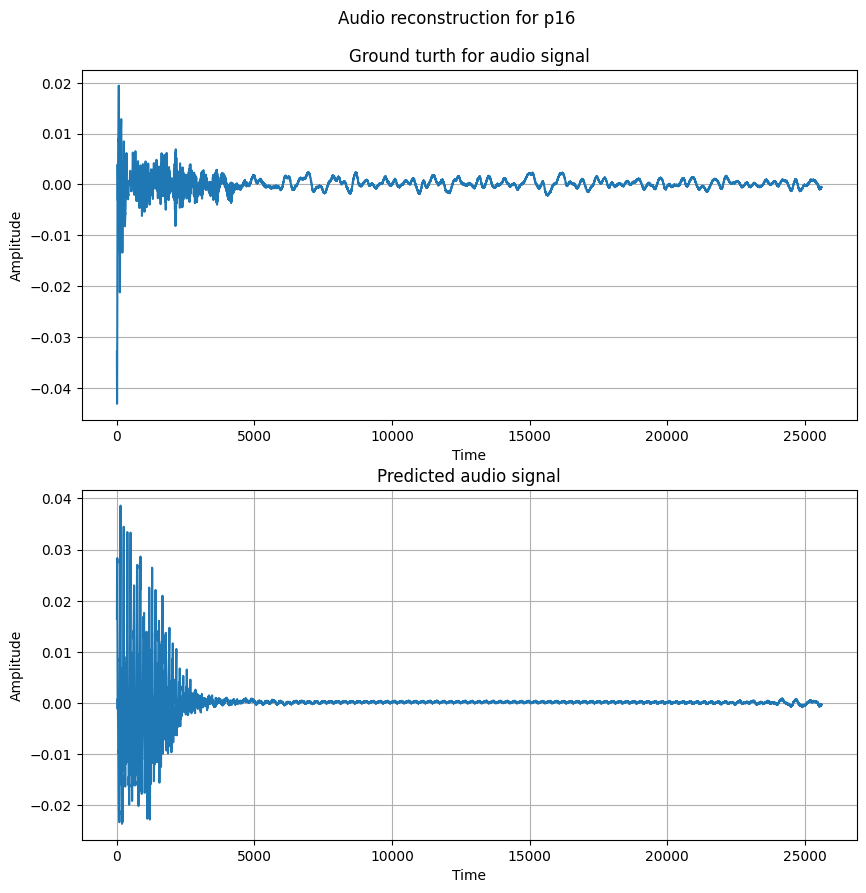 Audio reconstruction for p16
Ground turth for audio signal
0.02
0.01
0.00
−0.01
−0.02
−0.03
−0.04
Amplitude
0 5000 10000 15000 20000 25000
Time
Predicted audio signal
0.04
0.03
0.02
0.01
0.00
−0.01
−0.02
Amplitude
0 5000 10000 15000 20000 25000
Time